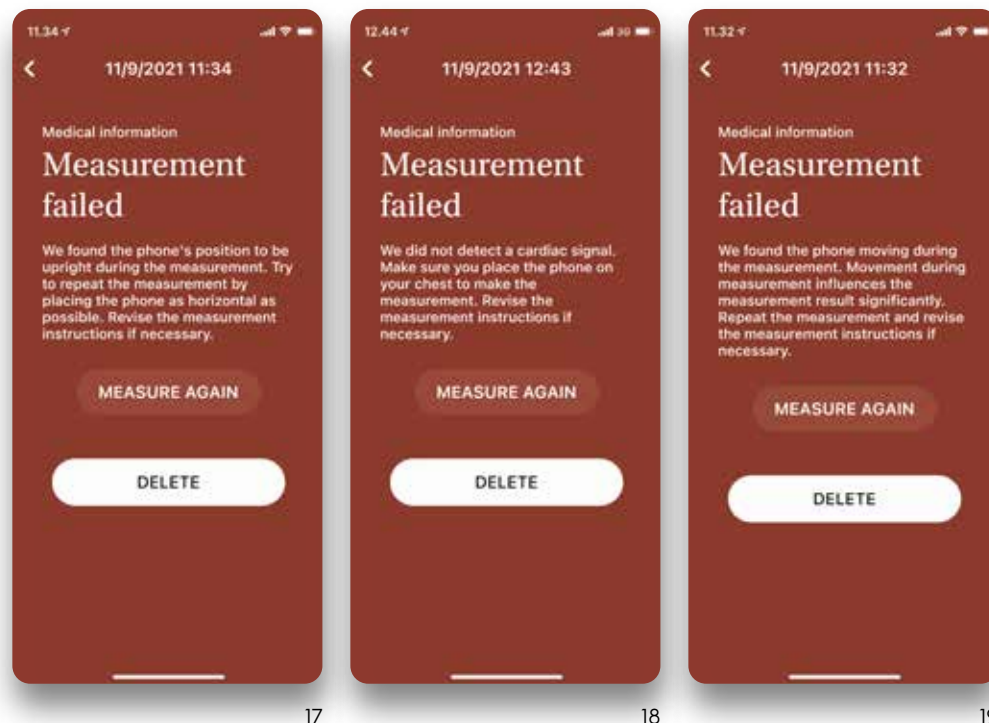 11.34
11/9/2021 11:34
Medical information
Measurement
failed
We found the phone's position to be
upright during the measurement. Try
to repeat the measurement by
placing the phone as horizontal as
possible. Revise the measurement
instructions if necessary.
MEASURE AGAIN
DELETE
17
12.44
3G
11/9/2021 12:43
Medical information
Measurement
failed
We did not detect a cardiac signal.
Make sure you place the phone on
your chest to make the
measurement. Revise the
measurement instructions if
necessary.
MEASURE AGAIN
DELETE
18
11.32
11/9/2021 11:32
Medical information
Measurement
failed
We found the phone moving during
the measurement. Movement during
measurement influences the
measurement result significantly.
Repeat the measurement and revise
the measurement instructions if
necessary.
MEASURE AGAIN
DELETE
19